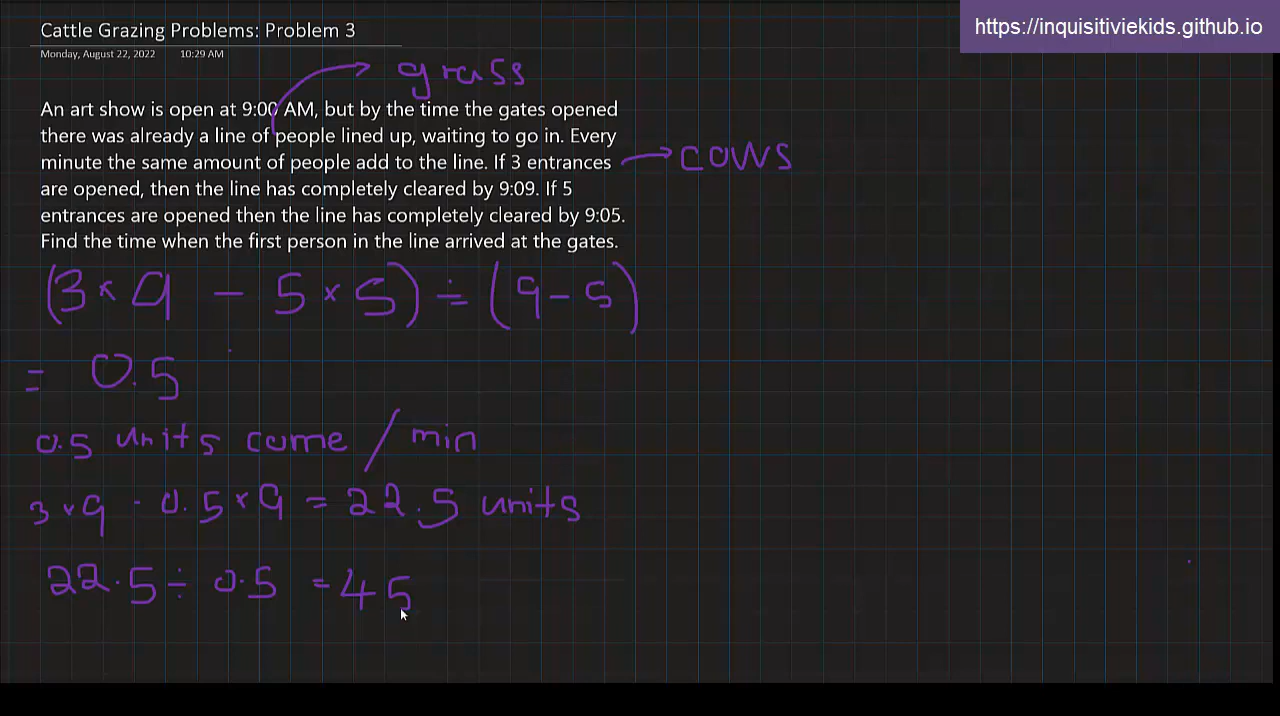 Cattle Grazing Problems: Problem 3
https://inquisitiviekids.github.io
Monday, August 22, 2022 10:29 AM
grass
An art show is open at 9:00 AM, but by the time the gates opened
there was already a line of people lined up, waiting to go in. Every
minute the same amount of people add to the line. If 3 entrances
cows
are opened, then the line has completely cleared by 9:09. If 5
entrances are opened then the line has completely cleared by 9:05.
Find the time when the first person in the line arrived at the gates.
(3 × 9 - 5 × 5) ÷ (9 - 5)
= 0.5
0.5 units come / min
3 × 9 - 0.5 × 9 = 22.5 units
22.5 ÷ 0.5 = 45